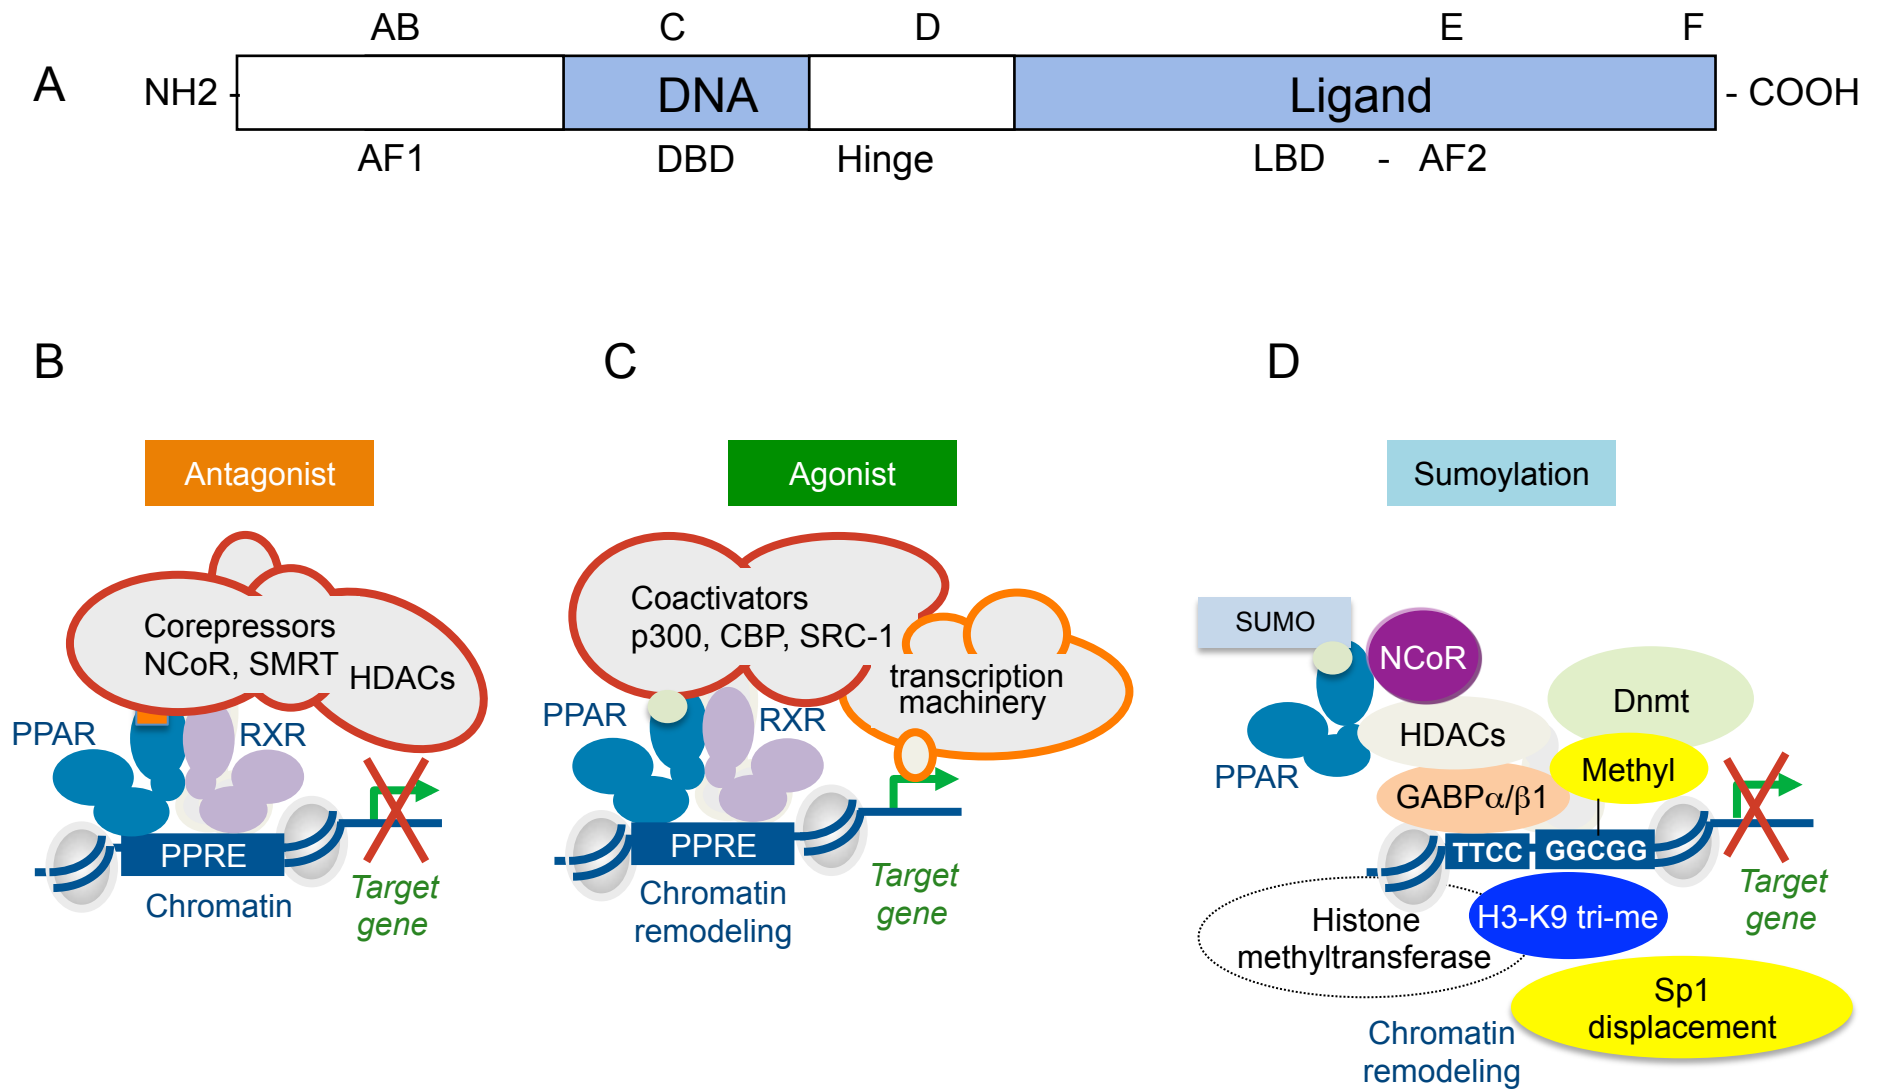 A
AB C D E F
NH2 - DNA Ligand - COOH
AF1 DBD Hinge LBD - AF2
B
Antagonist
Corepressors
NCoR, SMRT
HDACs
PPAR
RXR
PPRE
Chromatin
Target
gene
C
Agonist
Coactivators
p300, CBP, SRC-1
transcription
machinery
PPAR
RXR
PPRE
Chromatin
remodeling
Target
gene
D
Sumoylation
SUMO
NCoR
Dnmt
HDACs
Methyl
PPAR
GABPα/β1
TTCC
GGCGG
Target
gene
Histone
methyltransferase
H3-K9 tri-me
Sp1
displacement
Chromatin
remodeling